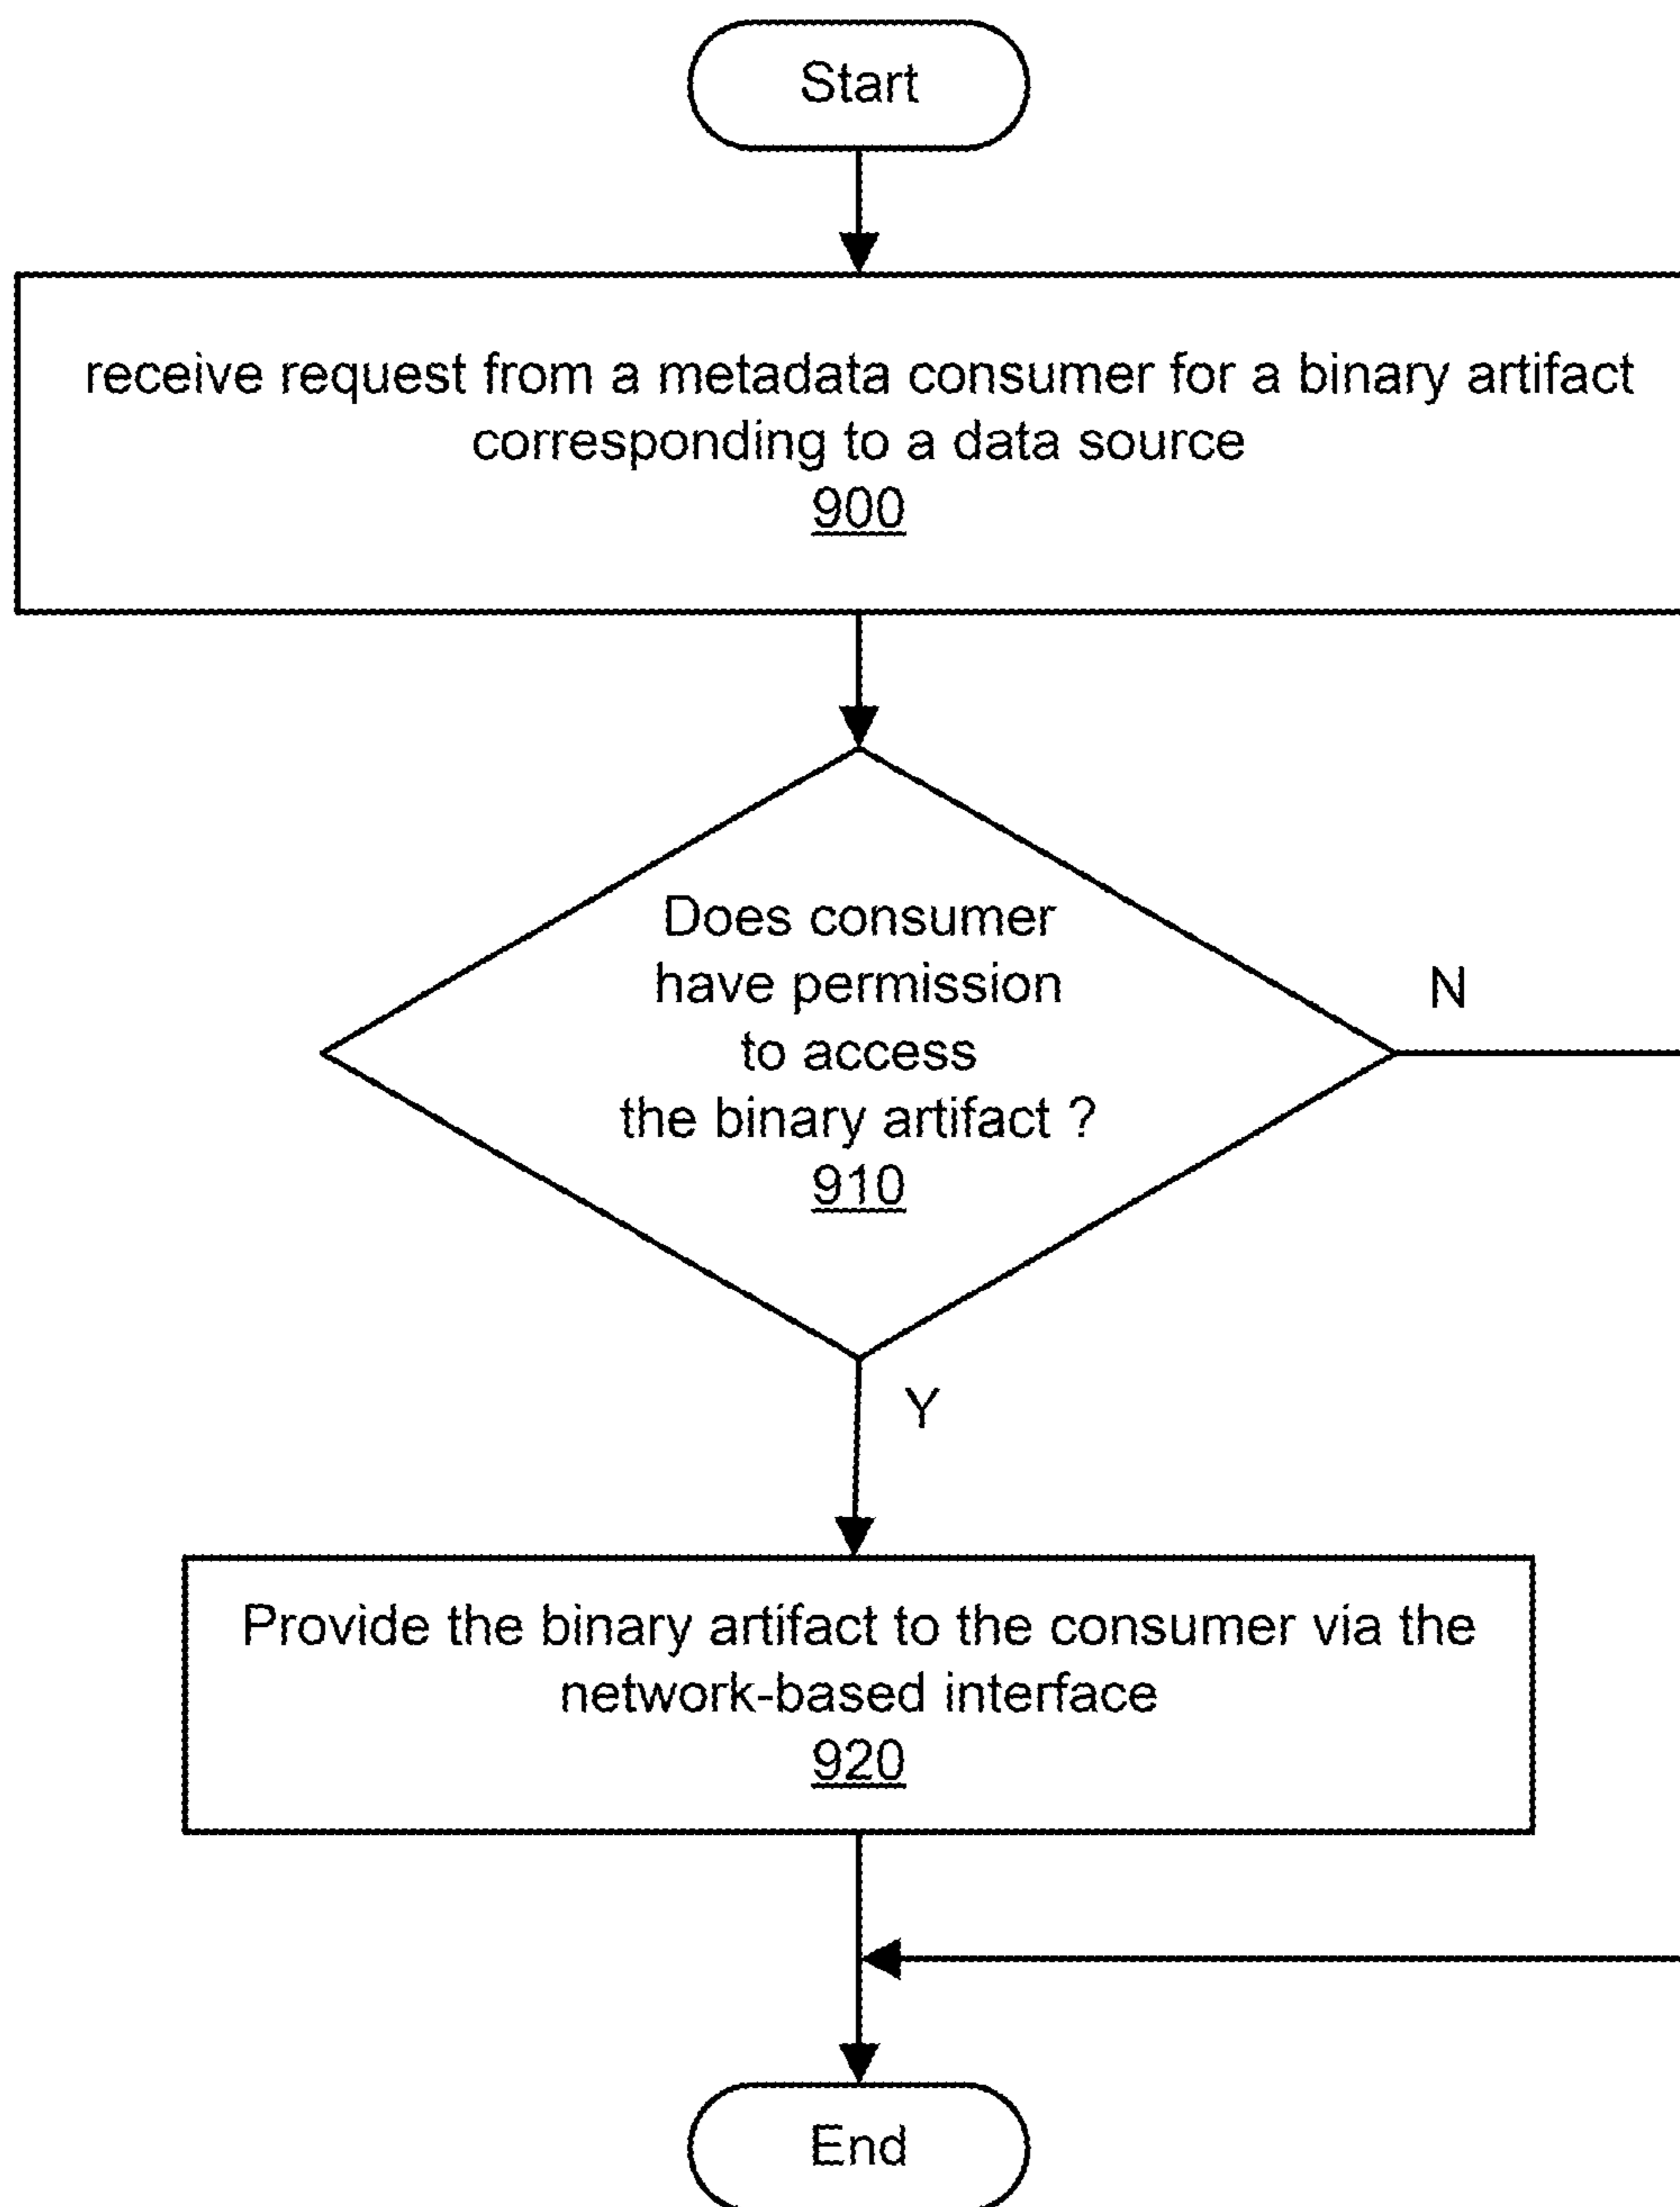 Start
receive request from a metadata consumer for a binary artifact
corresponding to a data source
900
Does consumer
have permission
to access
the binary artifact ?
910
N
Y
Provide the binary artifact to the consumer via the
network-based interface
920
End